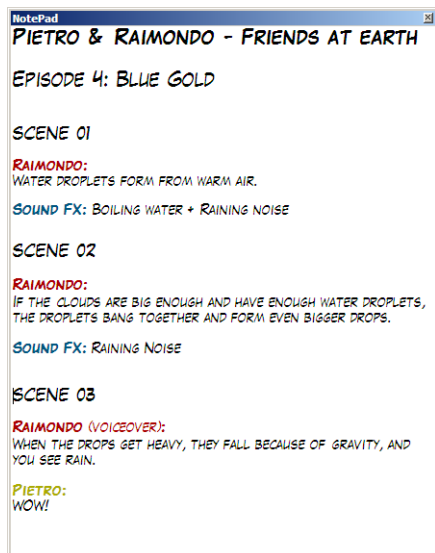 NotePad
Pietro & Raimondo - Friends at earth
Episode 4: Blue Gold
SCENE 01
Raimondo:
Water droplets form from warm air.
Sound FX: Boiling water + Raining noise
SCENE 02
Raimondo:
If the clouds are big enough and have enough water droplets,
the droplets bang together and form even bigger drops.
Sound FX: Raining Noise
SCENE 03
Raimondo (voiceover):
When the drops get heavy, they fall because of gravity, and
you see rain.
Pietro:
WOW!